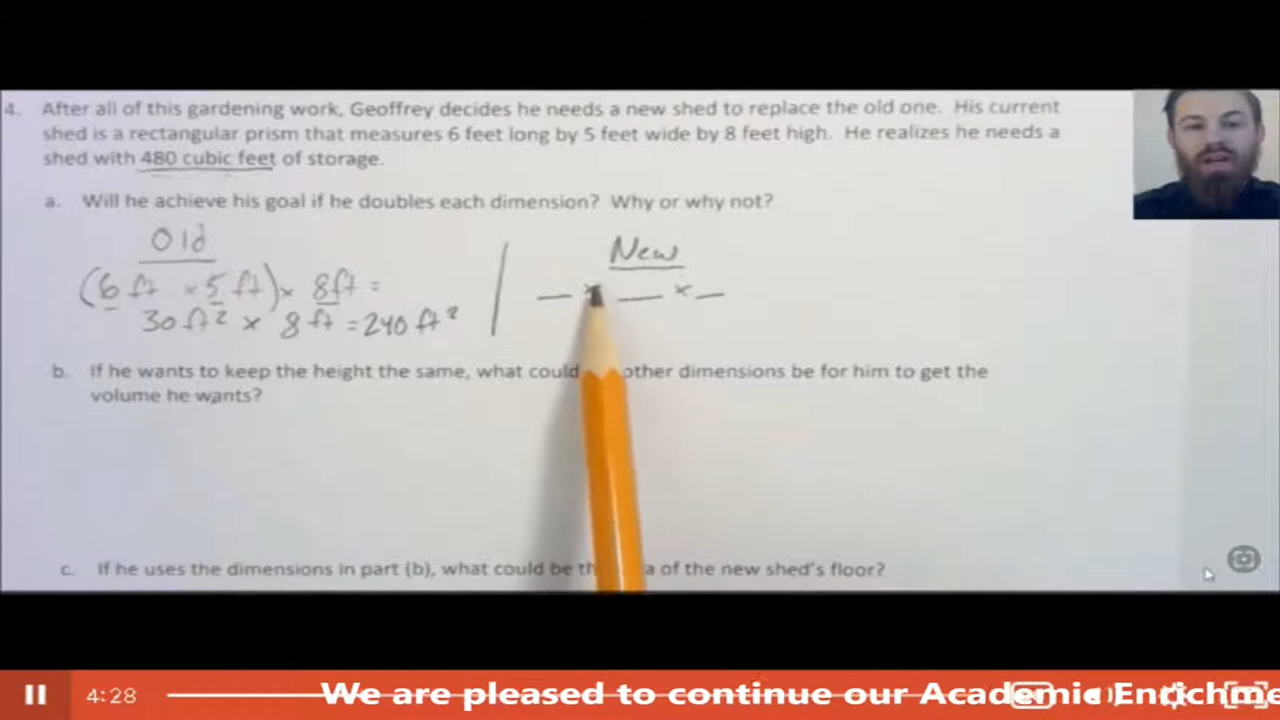 4. After all of this gardening work, Geoffrey decides he needs a new shed to replace the old one. His current
shed is a rectangular prism that measures 6 feet long by 5 feet wide by 8 feet high. He realizes he needs a
shed with 480 cubic feet of storage.
a. Will he achieve his goal if he doubles each dimension? Why or why not?
Old
(6 ft × 5 ft) × 8ft =
30 ft² × 8 ft = 240 ft³
New
__ × __ × __
b. If he wants to keep the height the same, what could other dimensions be for him to get the
volume he wants?
c. If he uses the dimensions in part (b), what could be of the new shed's floor?
4:28
We are pleased to continue our Academic Enrichme